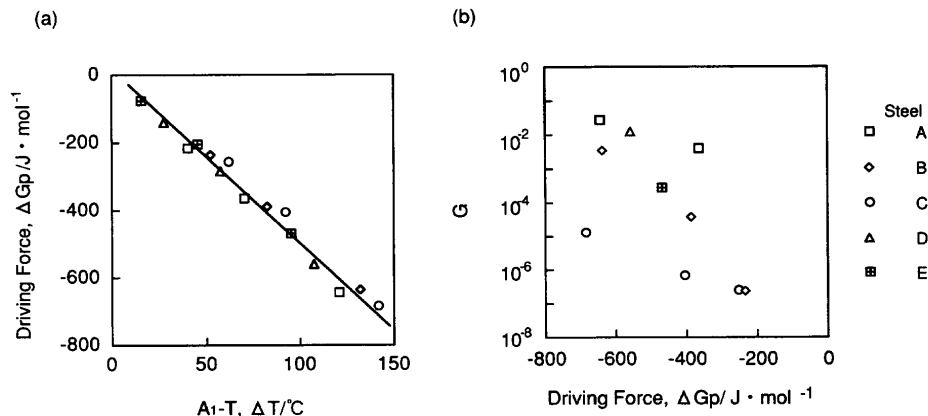 (a)
Driving Force, ΔGp/J・mol⁻¹
0
-200
-400
-600
-800
0
50
100
150
A₁-T, ΔT/℃
(b)
G
10⁰
10⁻²
10⁻⁴
10⁻⁶
10⁻⁸
-800
-600
-400
-200
0
Driving Force, ΔGp/ J・mol ⁻¹
Steel
A
B
C
D
E